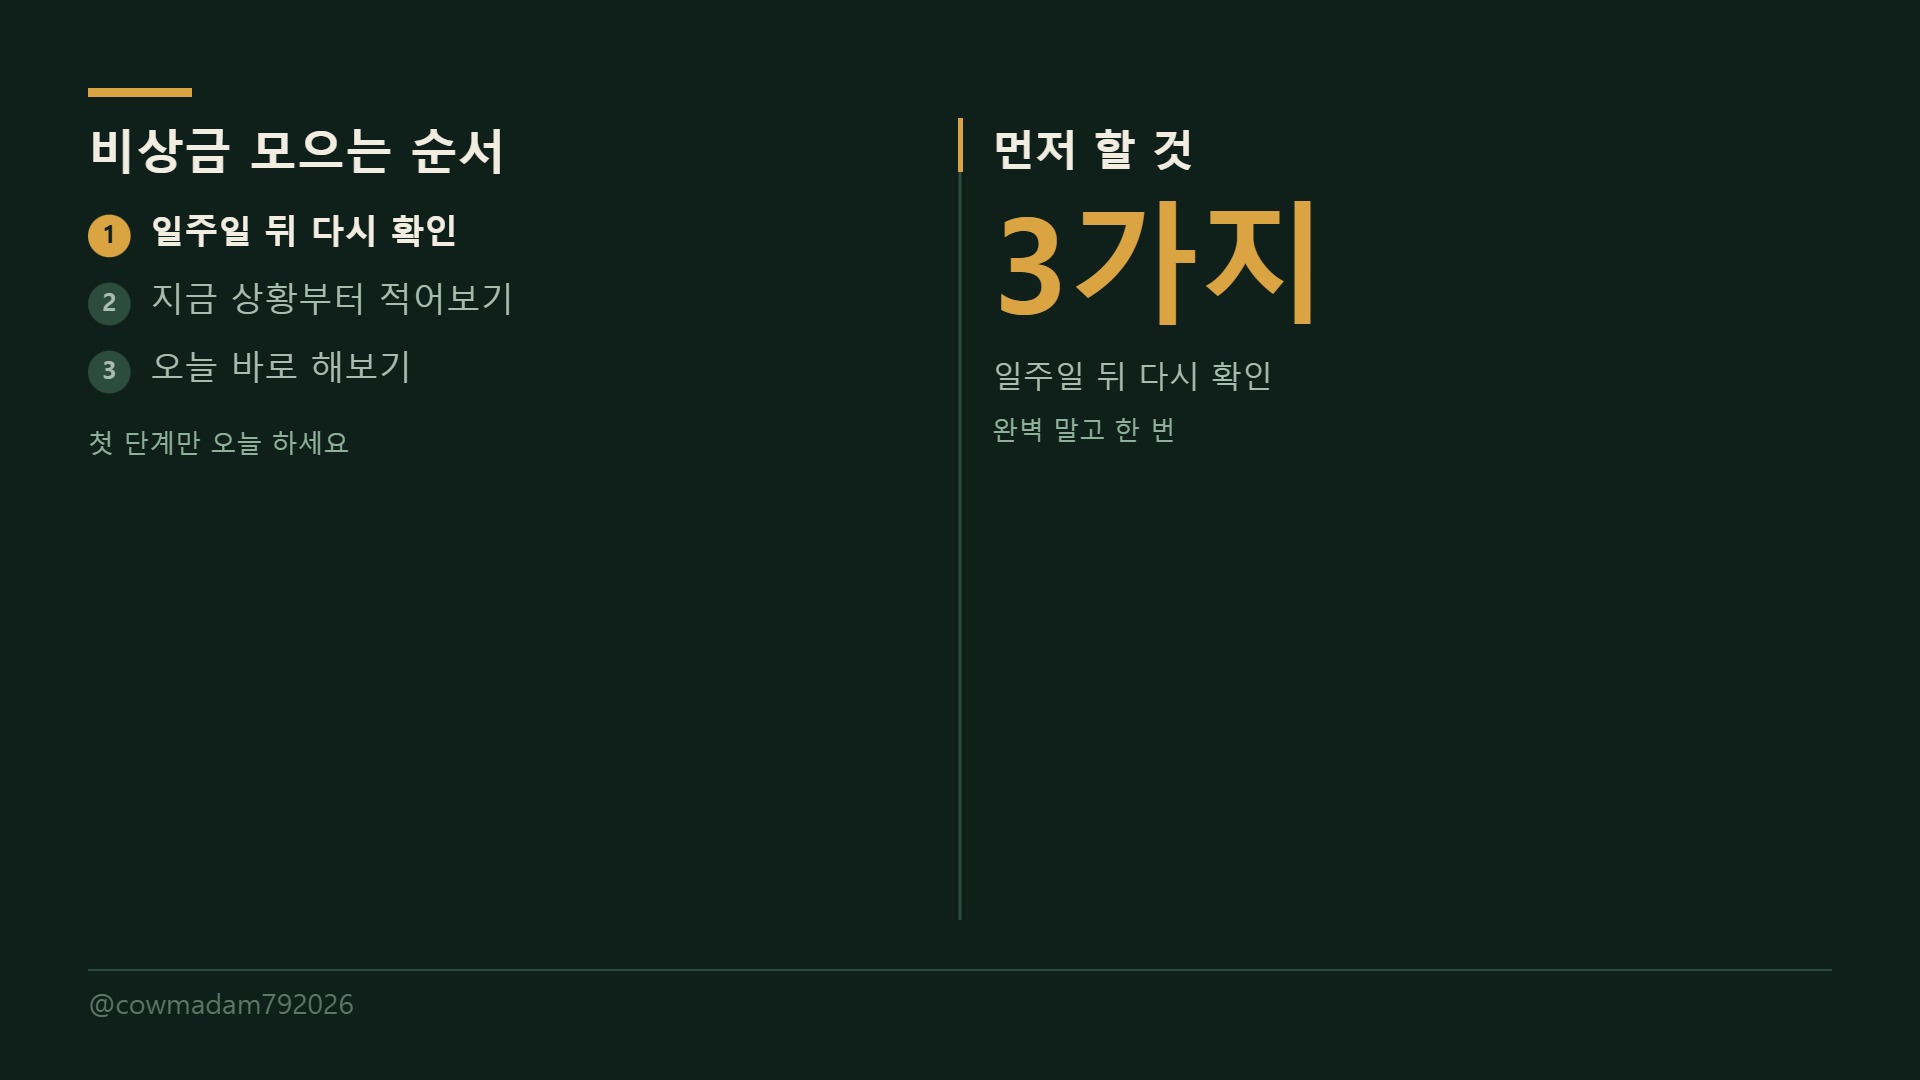 비상금 모으는 순서
1 일주일 뒤 다시 확인
2 지금 상황부터 적어보기
3 오늘 바로 해보기
첫 단계만 오늘 하세요
먼저 할 것
3가지
일주일 뒤 다시 확인
완벽 말고 한 번
@cowmadam792026